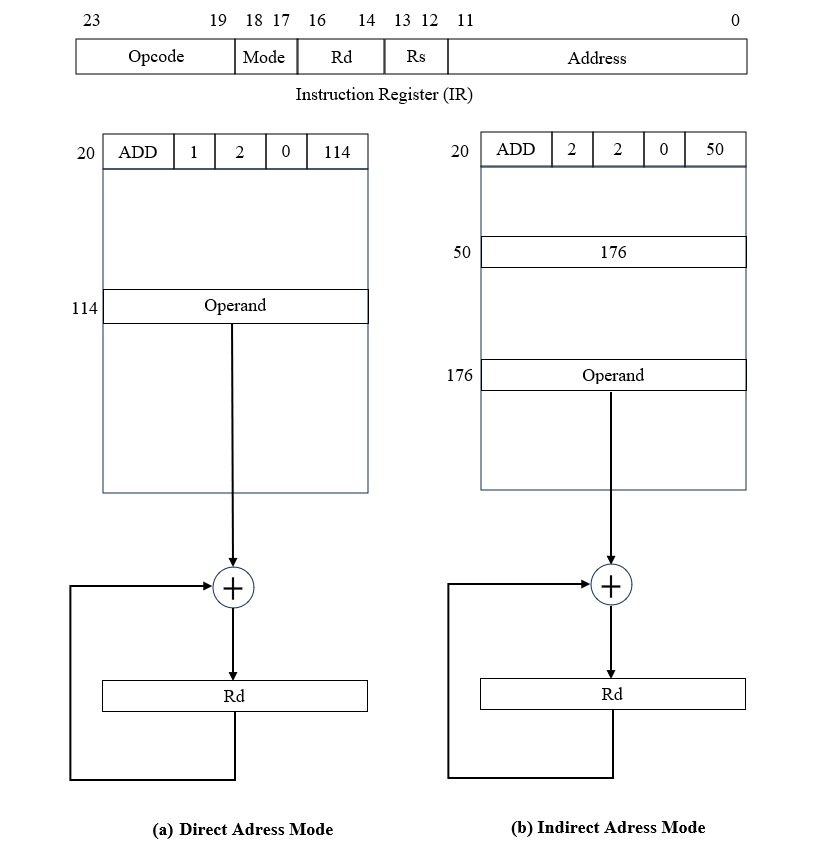 23 19 18 17 16 14 13 12 11 0
Opcode Mode Rd Rs Address
Instruction Register (IR)
20 ADD 1 2 0 114
114 Operand
+
Rd
(a) Direct Adress Mode
20 ADD 2 2 0 50
50 176
176 Operand
+
Rd
(b) Indirect Adress Mode